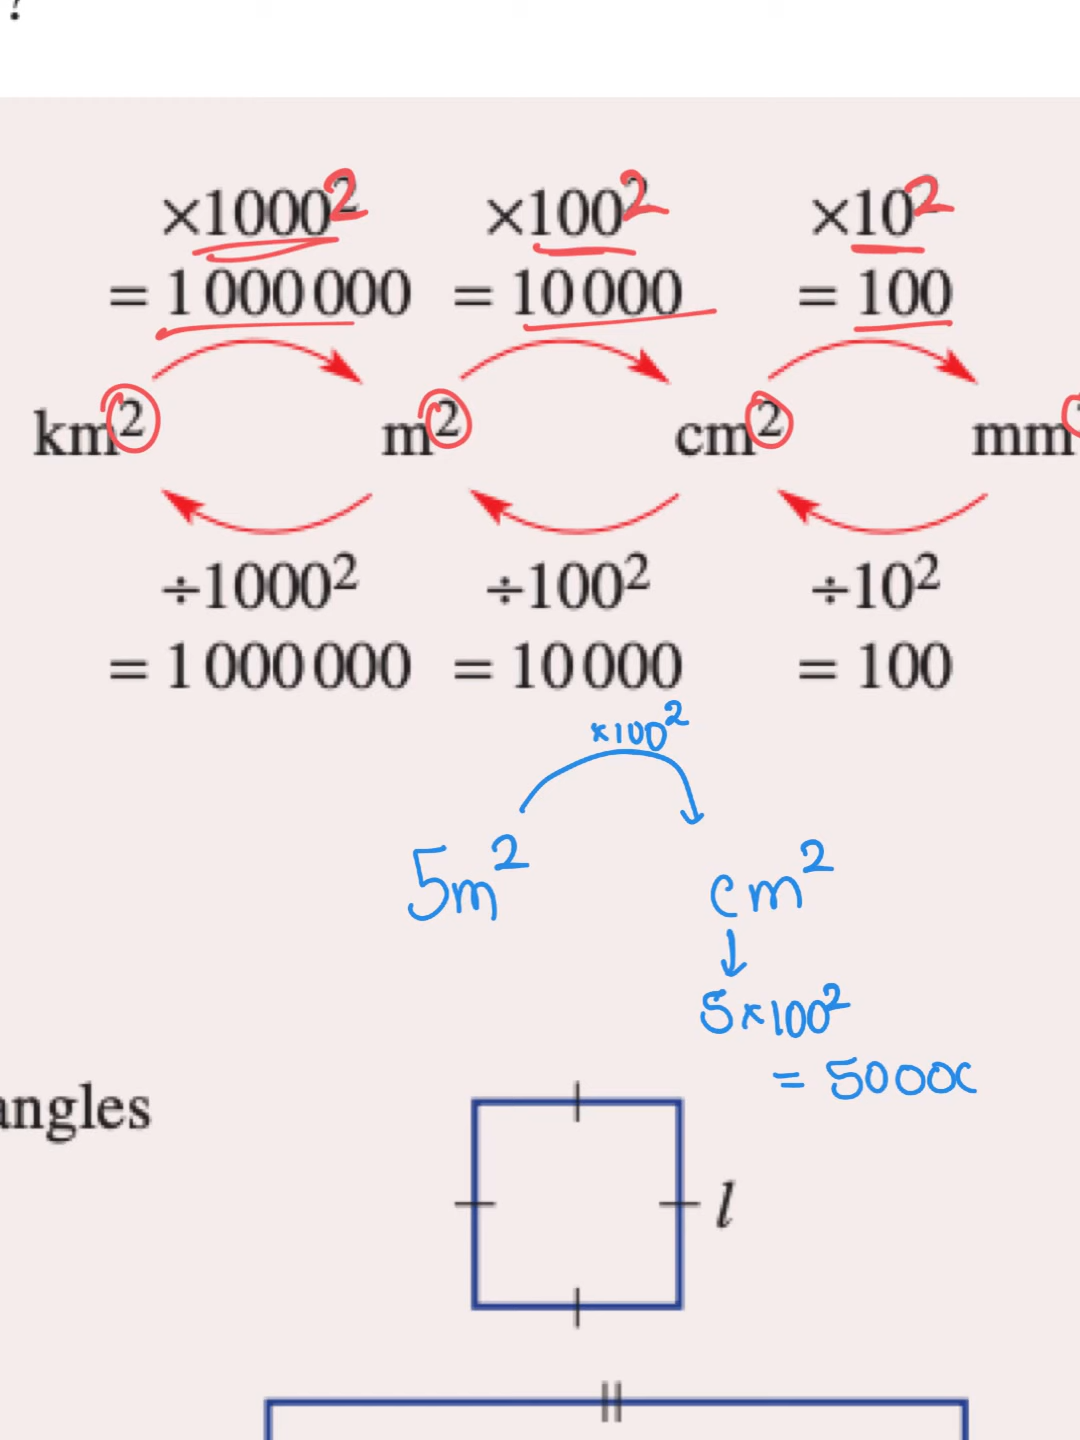 ?
×1000² ×100² ×10²
= 1 000 000 = 10 000 = 100
km² m² cm² mm
÷1000² ÷100² ÷10²
= 1 000 000 = 10 000 = 100
×100²
5m² cm²
5×100²
= 5000
angles
l